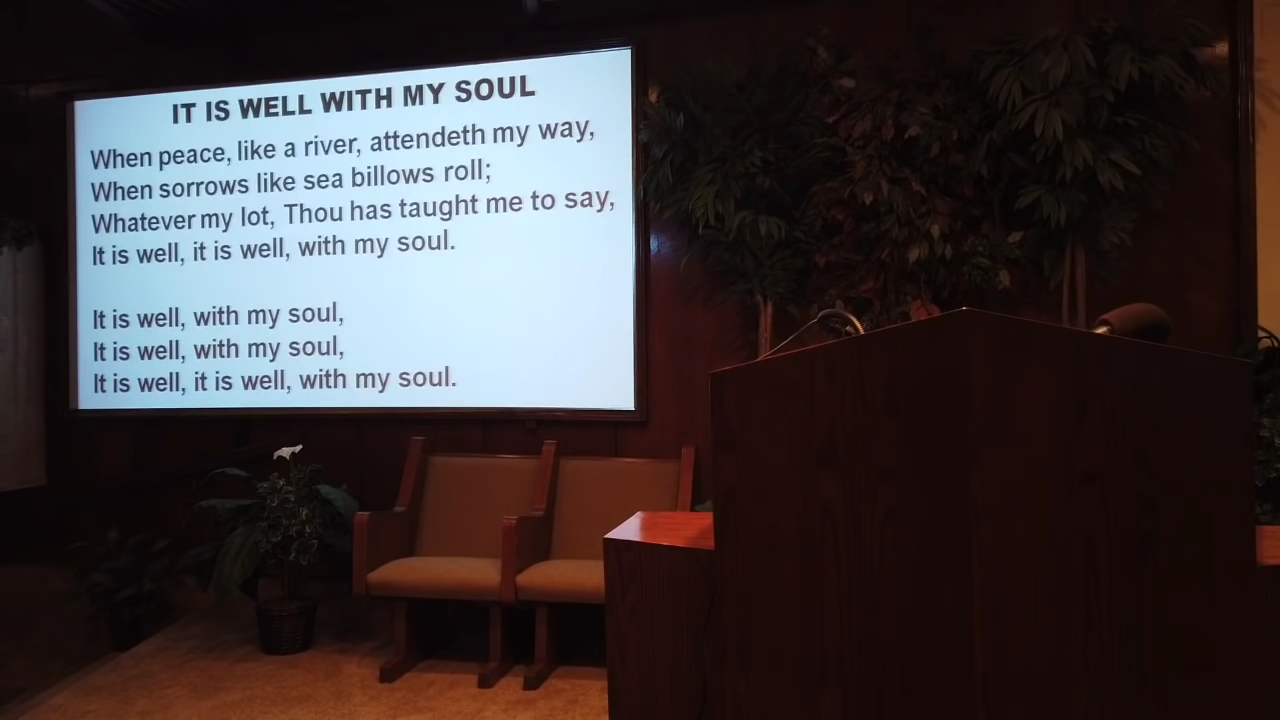 IT IS WELL WITH MY SOUL
When peace, like a river, attendeth my way,
When sorrows like sea billows roll;
Whatever my lot, Thou has taught me to say,
It is well, it is well, with my soul.
It is well, with my soul,
It is well, with my soul,
It is well, it is well, with my soul.